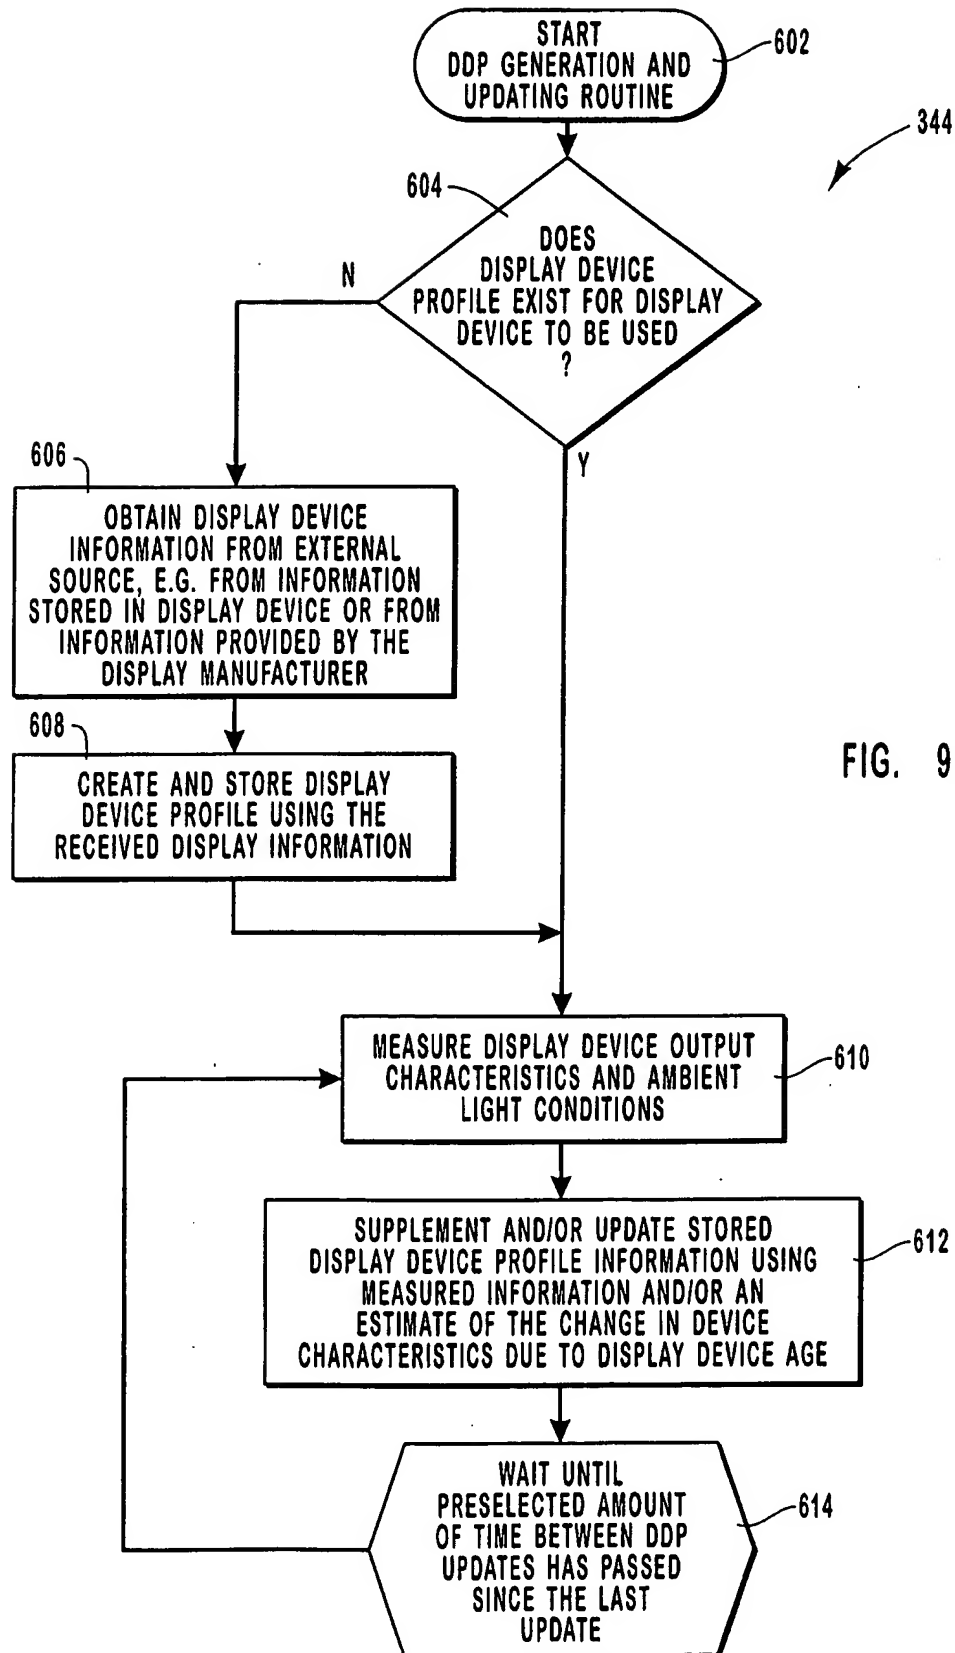 START
DDP GENERATION AND
UPDATING ROUTINE
602
344
604
DOES
DISPLAY DEVICE
PROFILE EXIST FOR DISPLAY
DEVICE TO BE USED
?
N
Y
606
OBTAIN DISPLAY DEVICE
INFORMATION FROM EXTERNAL
SOURCE, E.G. FROM INFORMATION
STORED IN DISPLAY DEVICE OR FROM
INFORMATION PROVIDED BY THE
DISPLAY MANUFACTURER
608
CREATE AND STORE DISPLAY
DEVICE PROFILE USING THE
RECEIVED DISPLAY INFORMATION
FIG. 9
MEASURE DISPLAY DEVICE OUTPUT
CHARACTERISTICS AND AMBIENT
LIGHT CONDITIONS
610
SUPPLEMENT AND/OR UPDATE STORED
DISPLAY DEVICE PROFILE INFORMATION USING
MEASURED INFORMATION AND/OR AN
ESTIMATE OF THE CHANGE IN DEVICE
CHARACTERISTICS DUE TO DISPLAY DEVICE AGE
612
WAIT UNTIL
PRESELECTED AMOUNT
OF TIME BETWEEN DDP
UPDATES HAS PASSED
SINCE THE LAST
UPDATE
614